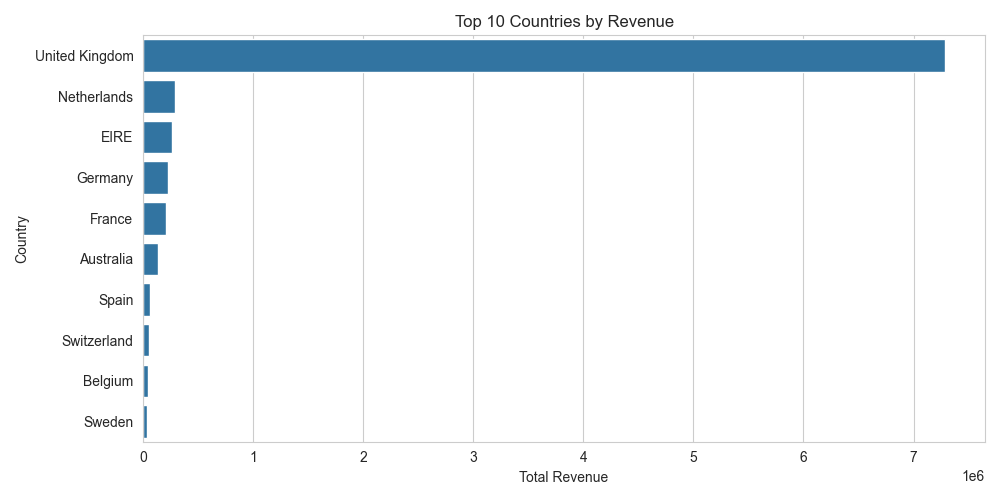 Top 10 Countries by Revenue
United Kingdom
Netherlands
EIRE
Germany
France
Australia
Spain
Switzerland
Belgium
Sweden
Country
0 1 2 3 4 5 6 7
Total Revenue
1e6